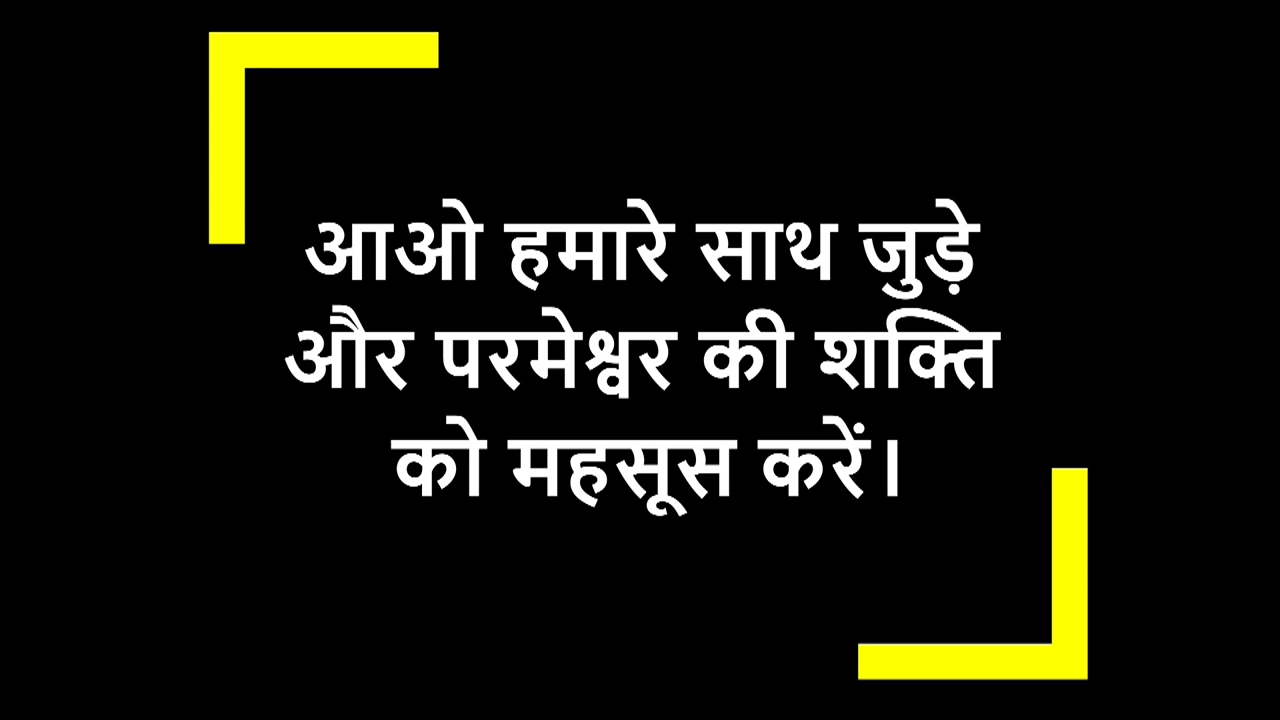 आओ हमारे साथ जुड़े
और परमेश्वर की शक्ति
को महसूस करें।